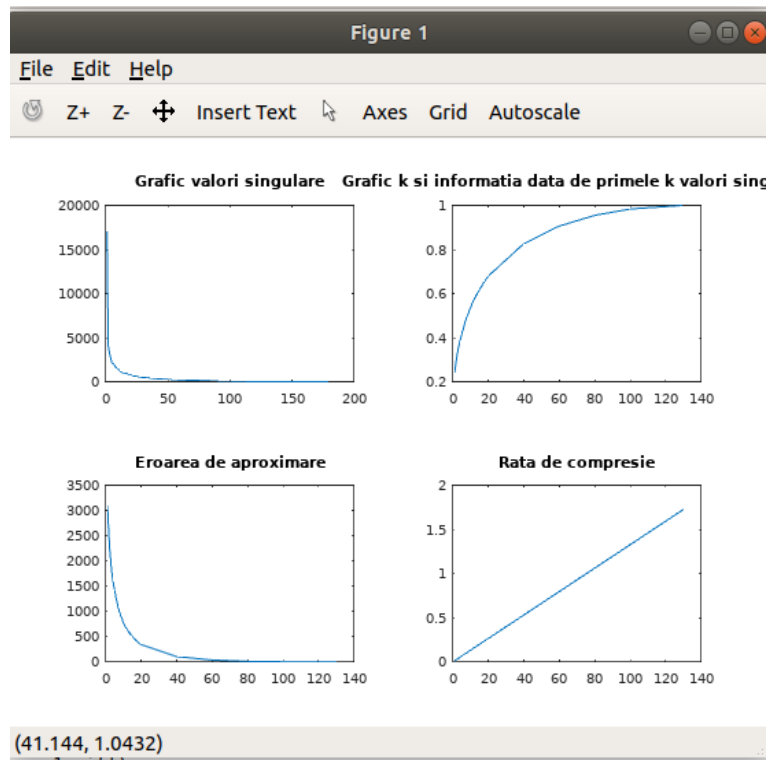 Figure 1
File Edit Help
Z+ Z- Insert Text Axes Grid Autoscale
Grafic valori singulare
20000
15000
10000
5000
0
0 50 100 150 200
Grafic k si informatia data de primele k valori sing
1
0.8
0.6
0.4
0.2
0 20 40 60 80 100 120 140
Eroarea de aproximare
3500
3000
2500
2000
1500
1000
500
0
0 20 40 60 80 100 120 140
Rata de compresie
2
1.5
1
0.5
0
0 20 40 60 80 100 120 140
(41.144, 1.0432)